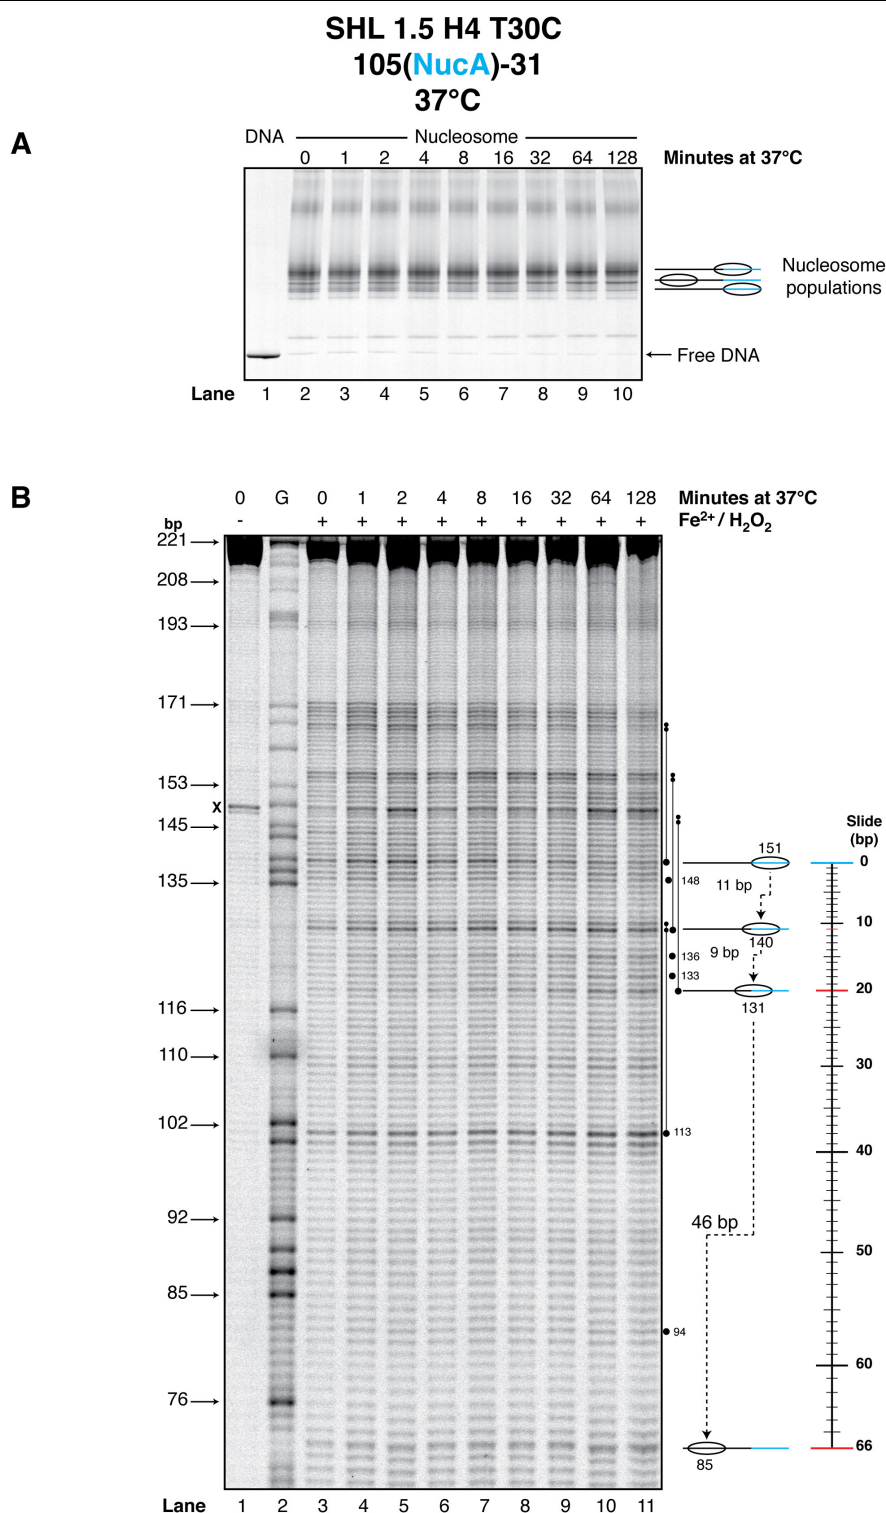 SHL 1.5 H4 T30C
105(NucA)-31
37°C
A
DNA Nucleosome
0 1 2 4 8 16 32 64 128 Minutes at 37°C
Nucleosome
populations
Free DNA
Lane 1 2 3 4 5 6 7 8 9 10
B
0 G 0 1 2 4 8 16 32 64 128 Minutes at 37°C
bp - + + + + + + + + + Fe2+ / H2O2
221
208
193
171
153
X
145
135
116
110
102
92
85
76
148
136
133
113
94
Slide
(bp)
151
0
11 bp
10
140
9 bp
20
131
30
40
46 bp
50
60
66
85
Lane 1 2 3 4 5 6 7 8 9 10 11